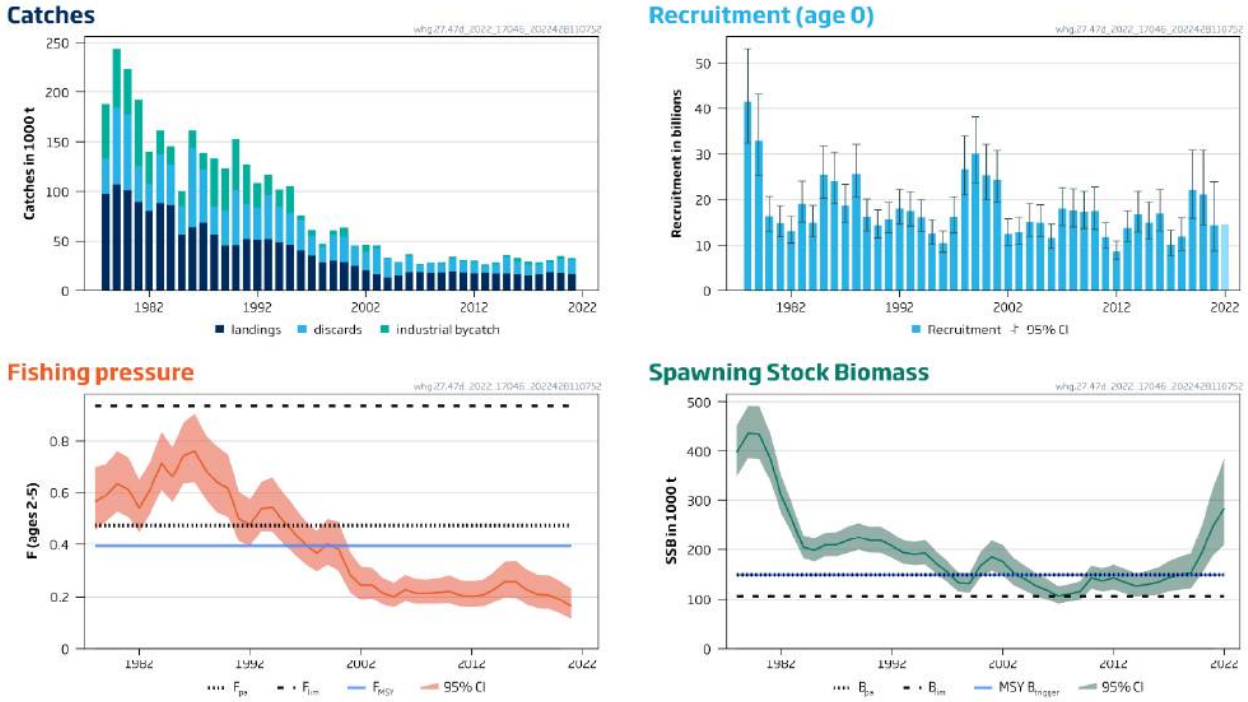 Catches
whg.27.47d_2022_17046_2022428110752
Catches in 1000 t
250
200
150
100
50
0
1982
1992
2002
2012
2022
landings discards industrial bycatch
Recruitment (age 0)
whg.27.47d_2022_17046_2022428110752
Recruitment in billions
50
40
30
20
10
0
1982
1992
2002
2012
2022
Recruitment 95% CI
Fishing pressure
whg.27.47d_2022_17046_2022428110752
F (ages 2-5)
0.8
0.6
0.4
0.2
0
1982
1992
2002
2012
2022
Fpa Flim FMSY 95% CI
Spawning Stock Biomass
whg.27.47d_2022_17046_2022428110752
SSB in 1000 t
500
400
300
200
100
0
1982
1992
2002
2012
2022
Bpa Blim MSY Btrigger 95% CI